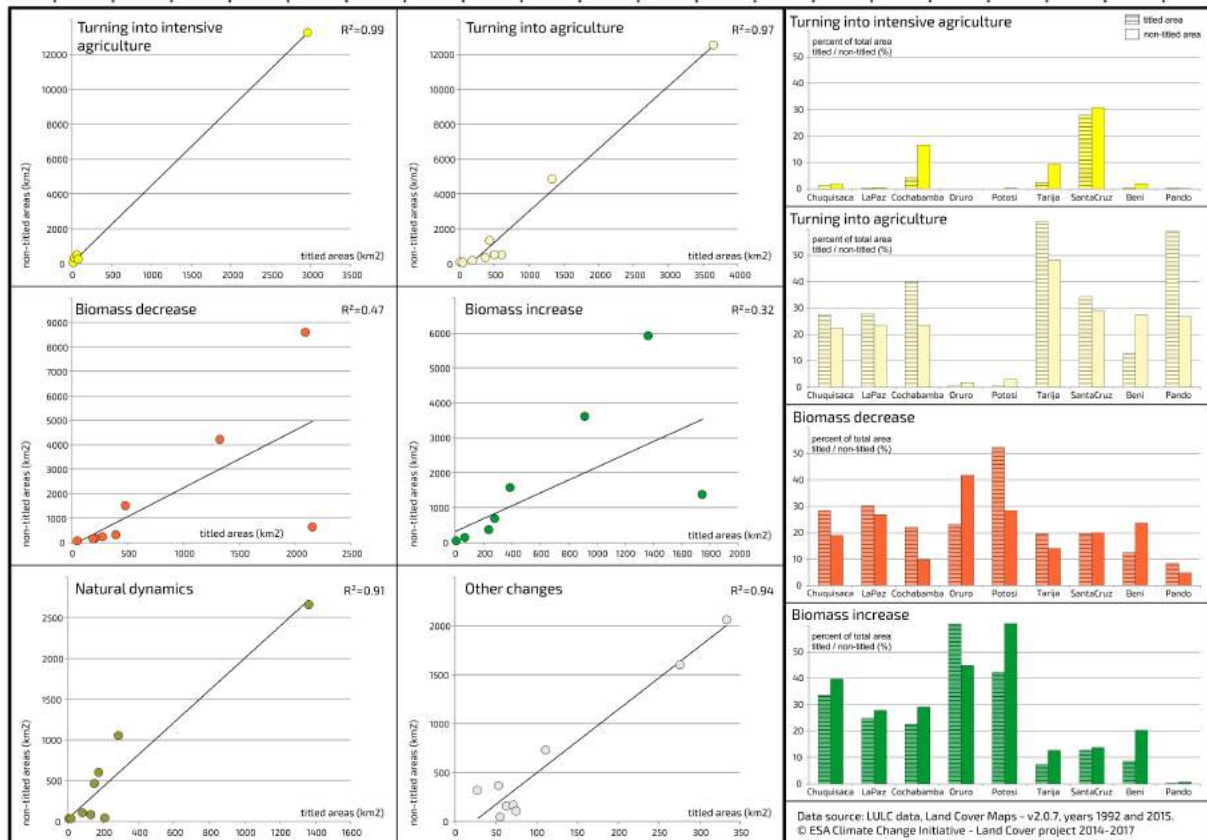 Turning into intensive
agriculture
R²=0.99
non-titled areas (km2)
12000
10000
8000
6000
4000
2000
0
titled areas (km2)
0 500 1000 1500 2000 2500 3000 3500
Turning into agriculture
R²=0.97
non-titled areas (km2)
12000
10000
8000
6000
4000
2000
0
titled areas (km2)
0 500 1000 1500 2000 2500 3000 3500 4000
Biomass decrease
R²=0.47
non-titled areas (km2)
9000
8000
7000
6000
5000
4000
3000
2000
1000
0
titled areas (km2)
0 500 1000 1500 2000 2500
Biomass increase
R²=0.32
non-titled areas (km2)
6000
5000
4000
3000
2000
1000
0
titled areas (km2)
0 200 400 600 800 1000 1200 1400 1600 1800 2000
Natural dynamics
R²=0.91
non-titled areas (km2)
2500
2000
1500
1000
500
0
titled areas (km2)
0 200 400 600 800 1000 1200 1400 1600
Other changes
R²=0.94
non-titled areas (km2)
2000
1500
1000
500
0
titled areas (km2)
0 50 100 150 200 250 300 350
Turning into intensive agriculture
titled area
non-titled area
percent of total area
titled / non-titled (%)
50
40
30
20
10
0
Chuquisaca LaPaz Cochabamba Oruro Potosi Tarija SantaCruz Beni Pando
Turning into agriculture
percent of total area
titled / non-titled (%)
50
40
30
20
10
0
Chuquisaca LaPaz Cochabamba Oruro Potosi Tarija SantaCruz Beni Pando
Biomass decrease
percent of total area
titled / non-titled (%)
50
40
30
20
10
0
Chuquisaca LaPaz Cochabamba Oruro Potosi Tarija SantaCruz Beni Pando
Biomass increase
percent of total area
titled / non-titled (%)
50
40
30
20
10
0
Chuquisaca LaPaz Cochabamba Oruro Potosi Tarija SantaCruz Beni Pando
Data source: LULC data, Land Cover Maps - v2.0.7, years 1992 and 2015.
© ESA Climate Change Initiative - Land Cover project 2014-2017